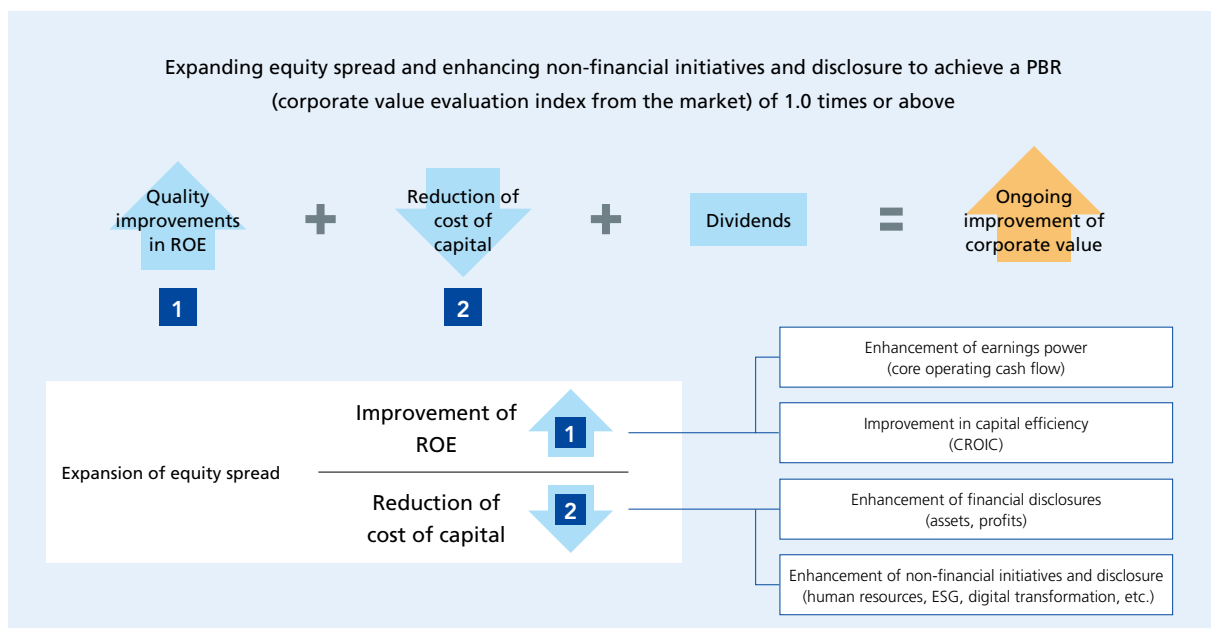 Expanding equity spread and enhancing non-financial initiatives and disclosure to achieve a PBR
(corporate value evaluation index from the market) of 1.0 times or above
Quality
improvements
in ROE
+
Reduction of
cost of
capital
+
Dividends
=
Ongoing
improvement of
corporate value
1
2
Expansion of equity spread
Improvement of
ROE
1
Reduction of
cost of capital
2
Enhancement of earnings power
(core operating cash flow)
Improvement in capital efficiency
(CROIC)
Enhancement of financial disclosures
(assets, profits)
Enhancement of non-financial initiatives and disclosure
(human resources, ESG, digital transformation, etc.)